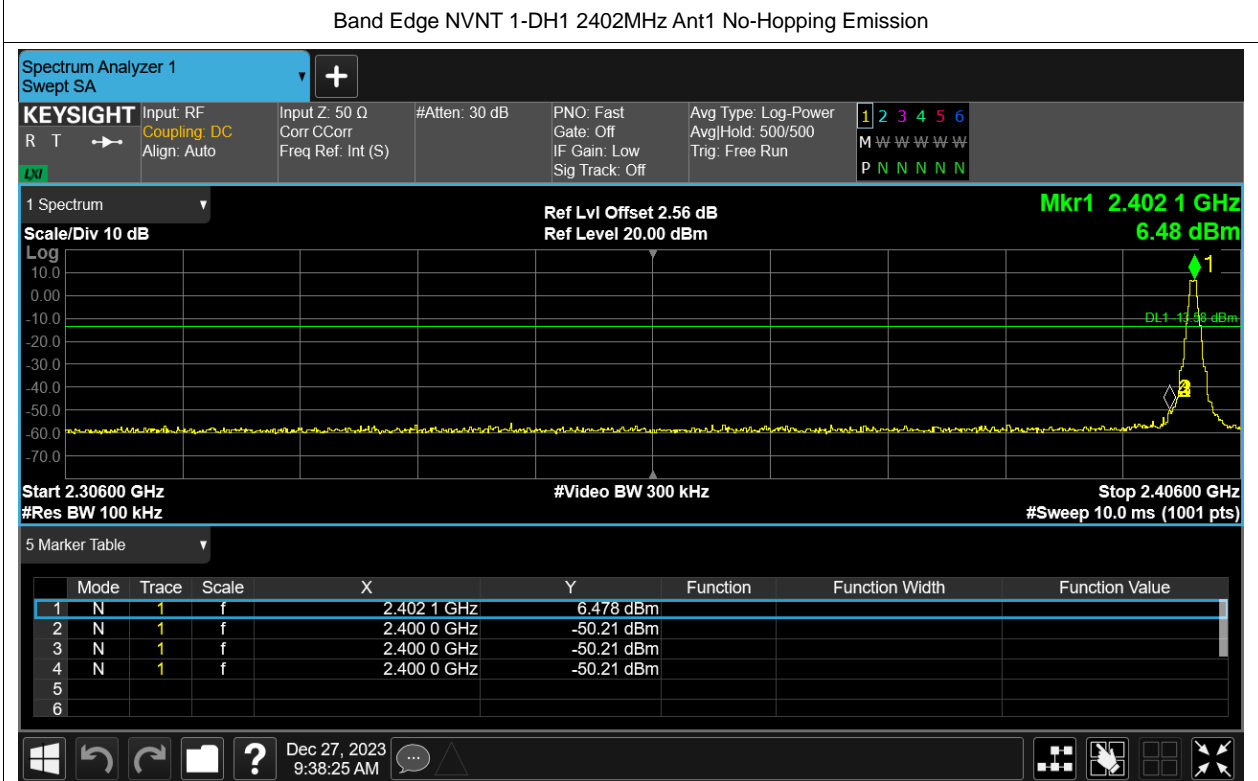 Band Edge NVNT 1-DH1 2402MHz Ant1 No-Hopping Emission
Spectrum Analyzer 1
Swept SA
KEYSIGHT
R T
LXI
Input: RF
Coupling: DC
Align: Auto
Input Z: 50 Ω
Corr CCorr
Freq Ref: Int (S)
#Atten: 30 dB
PNO: Fast
Gate: Off
IF Gain: Low
Sig Track: Off
Avg Type: Log-Power
Avg|Hold: 500/500
Trig: Free Run
1 2 3 4 5 6
M W W W W W
P N N N N N
1 Spectrum
Scale/Div 10 dB
Ref Lvl Offset 2.56 dB
Ref Level 20.00 dBm
Mkr1 2.402 1 GHz
6.48 dBm
Log
10.0
0.00
-10.0
-20.0
-30.0
-40.0
-50.0
-60.0
-70.0
1
DL1 -13.58 dBm
Start 2.30600 GHz
#Video BW 300 kHz
Stop 2.40600 GHz
#Res BW 100 kHz
#Sweep 10.0 ms (1001 pts)
5 Marker Table
Mode Trace Scale X Y Function Function Width Function Value
1 N 1 f 2.402 1 GHz 6.478 dBm
2 N 1 f 2.400 0 GHz -50.21 dBm
3 N 1 f 2.400 0 GHz -50.21 dBm
4 N 1 f 2.400 0 GHz -50.21 dBm
5
6
?
Dec 27, 2023
9:38:25 AM